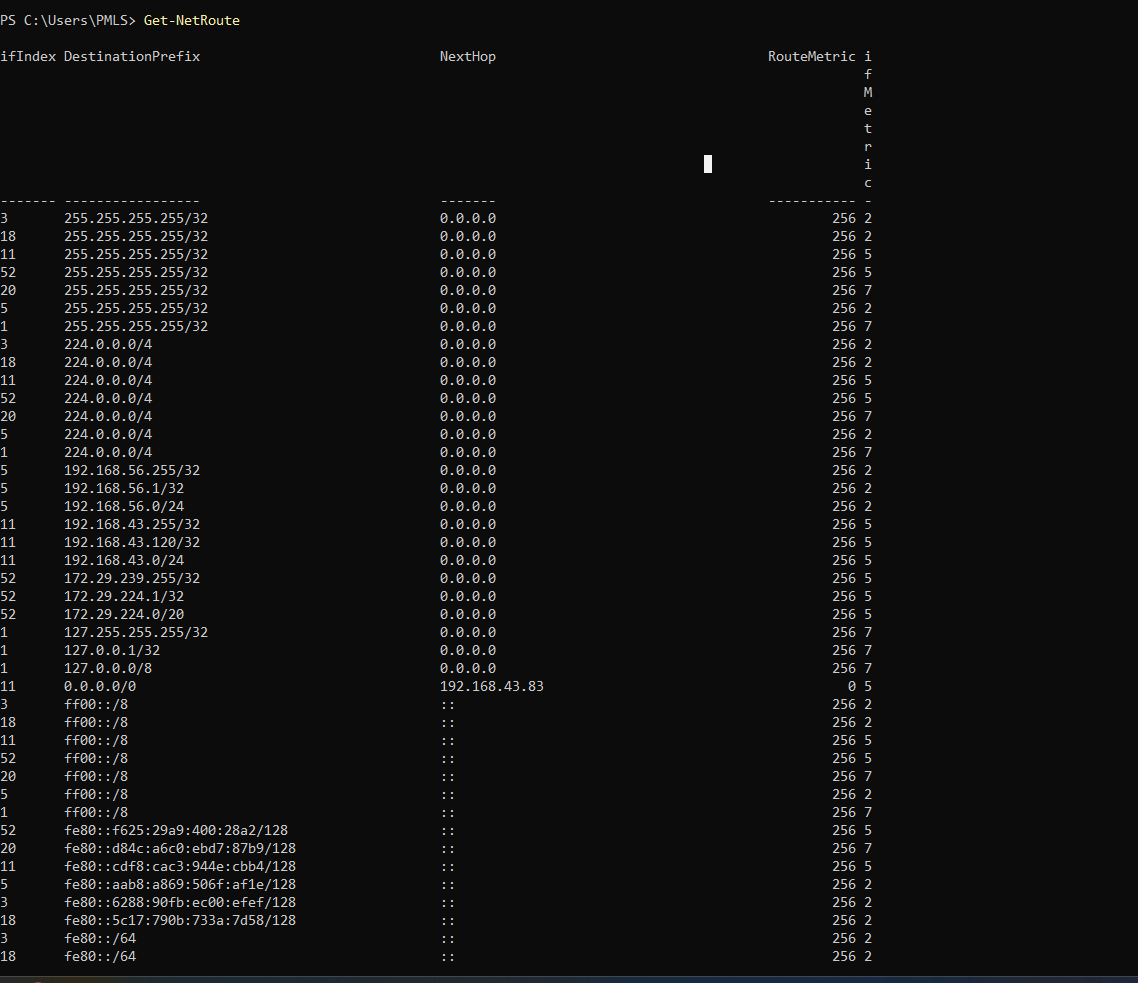 PS C:\Users\PMLS> Get-NetRoute
ifIndex DestinationPrefix                              NextHop                                  RouteMetric i
f
M
e
t
r
i
c
------- -----------------                              -------                                  ----------- -
3       255.255.255.255/32                             0.0.0.0                                          256 2
18      255.255.255.255/32                             0.0.0.0                                          256 2
11      255.255.255.255/32                             0.0.0.0                                          256 5
52      255.255.255.255/32                             0.0.0.0                                          256 5
20      255.255.255.255/32                             0.0.0.0                                          256 7
5       255.255.255.255/32                             0.0.0.0                                          256 2
1       255.255.255.255/32                             0.0.0.0                                          256 7
3       224.0.0.0/4                                    0.0.0.0                                          256 2
18      224.0.0.0/4                                    0.0.0.0                                          256 2
11      224.0.0.0/4                                    0.0.0.0                                          256 5
52      224.0.0.0/4                                    0.0.0.0                                          256 5
20      224.0.0.0/4                                    0.0.0.0                                          256 7
5       224.0.0.0/4                                    0.0.0.0                                          256 2
1       224.0.0.0/4                                    0.0.0.0                                          256 7
5       192.168.56.255/32                              0.0.0.0                                          256 2
5       192.168.56.1/32                                0.0.0.0                                          256 2
5       192.168.56.0/24                                0.0.0.0                                          256 2
11      192.168.43.255/32                              0.0.0.0                                          256 5
11      192.168.43.120/32                              0.0.0.0                                          256 5
11      192.168.43.0/24                                0.0.0.0                                          256 5
52      172.29.239.255/32                              0.0.0.0                                          256 5
52      172.29.224.1/32                                0.0.0.0                                          256 5
52      172.29.224.0/20                                0.0.0.0                                          256 5
1       127.255.255.255/32                             0.0.0.0                                          256 7
1       127.0.0.1/32                                   0.0.0.0                                          256 7
1       127.0.0.0/8                                    0.0.0.0                                          256 7
11      0.0.0.0/0                                      192.168.43.83                                      0 5
3       ff00::/8                                       ::                                               256 2
18      ff00::/8                                       ::                                               256 2
11      ff00::/8                                       ::                                               256 5
52      ff00::/8                                       ::                                               256 5
20      ff00::/8                                       ::                                               256 7
5       ff00::/8                                       ::                                               256 2
1       ff00::/8                                       ::                                               256 7
52      fe80::f625:29a9:400:28a2/128                   ::                                               256 5
20      fe80::d84c:a6c0:ebd7:87b9/128                  ::                                               256 7
11      fe80::cdf8:cac3:944e:cbb4/128                  ::                                               256 5
5       fe80::aab8:a869:506f:af1e/128                  ::                                               256 2
3       fe80::6288:90fb:ec00:efef/128                  ::                                               256 2
18      fe80::5c17:790b:733a:7d58/128                  ::                                               256 2
3       fe80::/64                                      ::                                               256 2
18      fe80::/64                                      ::                                               256 2